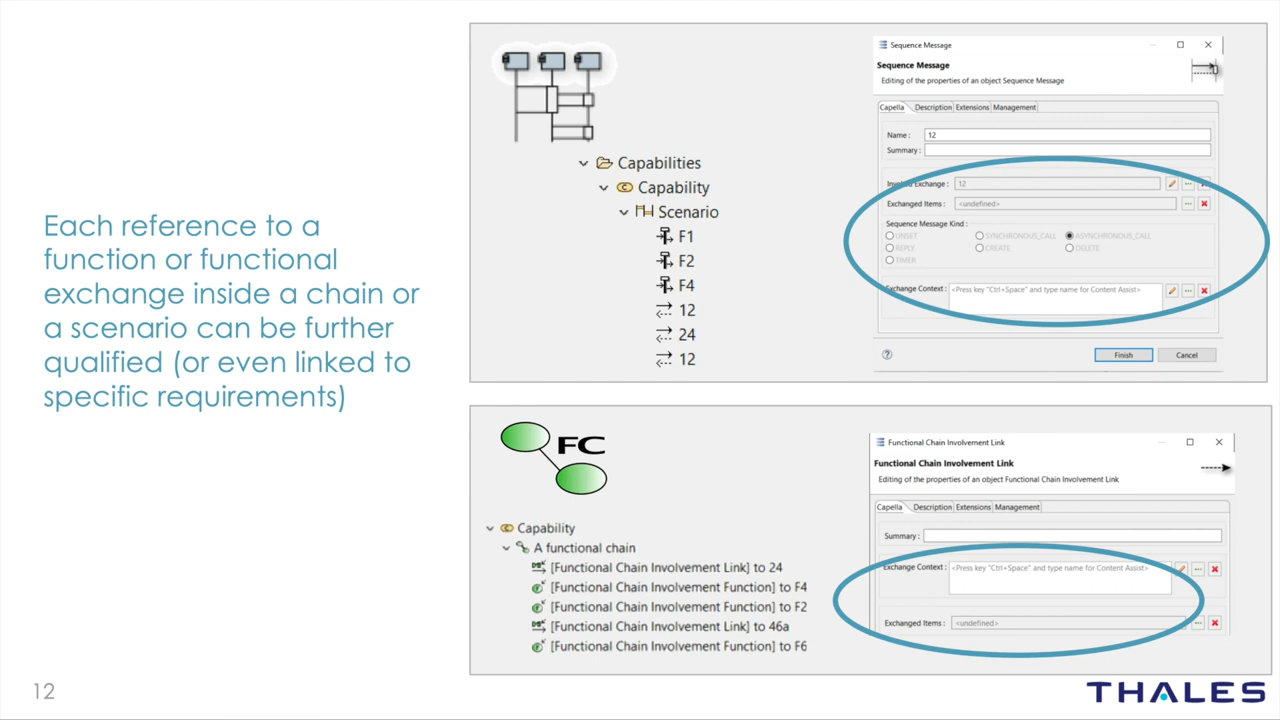 Each reference to a
function or functional
exchange inside a chain or
a scenario can be further
qualified (or even linked to
specific requirements)
Capabilities
Capability
Scenario
F1
F2
F4
12
24
12
Sequence Message
Sequence Message
Editing of the properties of an object Sequence Message
Capella Description Extensions Management
Name : 12
Summary :
Invoked Exchange : 12
Exchanged Items : <undefined>
Sequence Message Kind :
UNSET SYNCHRONOUS_CALL ASYNCHRONOUS_CALL
REPLY CREATE DELETE
TIMER
Exchange Context : <Press key "Ctrl+Space" and type name for Content Assist>
Finish Cancel
FC
Capability
A functional chain
[Functional Chain Involvement Link] to 24
[Functional Chain Involvement Function] to F4
[Functional Chain Involvement Function] to F2
[Functional Chain Involvement Link] to 46a
[Functional Chain Involvement Function] to F6
Functional Chain Involvement Link
Functional Chain Involvement Link
Editing of the properties of an object Functional Chain Involvement Link
Capella Description Extensions Management
Summary :
Exchange Context : <Press key "Ctrl+Space" and type name for Content Assist>
Exchanged Items : <undefined>
12
THALES